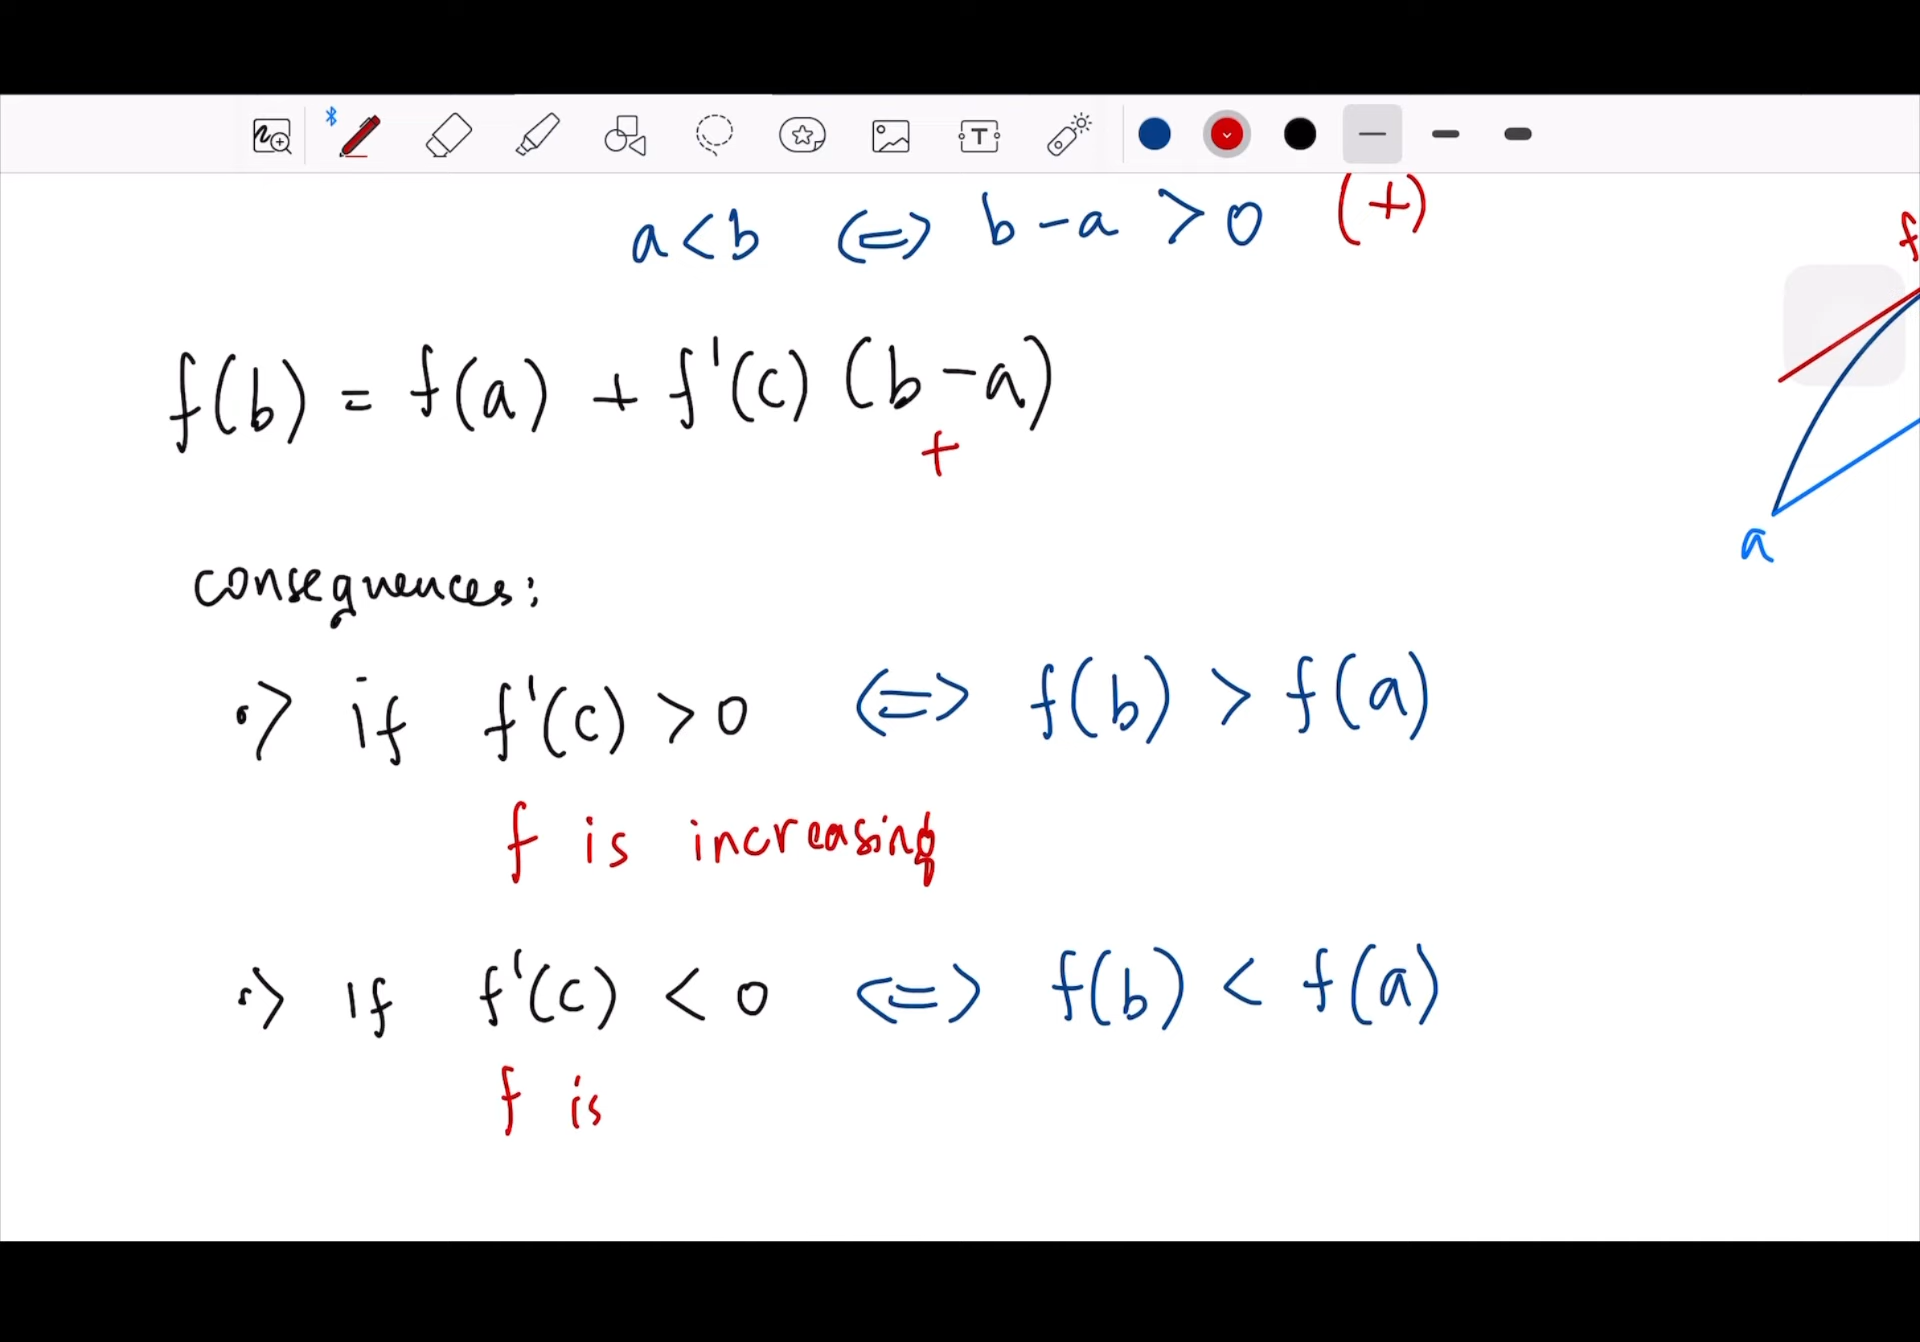 a < b <=> b - a > 0 (+)
f
f(b) = f(a) + f'(c) (b - a)
+
a
consequences:
·> if f'(c) > 0 <=> f(b) > f(a)
f is increasing
·> if f'(c) < 0 <=> f(b) < f(a)
f is